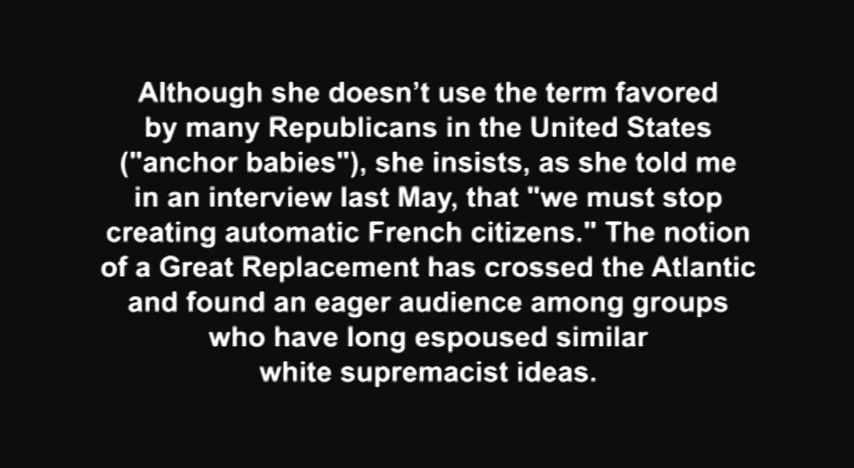 Although she doesn’t use the term favored
by many Republicans in the United States
("anchor babies"), she insists, as she told me
in an interview last May, that "we must stop
creating automatic French citizens." The notion
of a Great Replacement has crossed the Atlantic
and found an eager audience among groups
who have long espoused similar
white supremacist ideas.